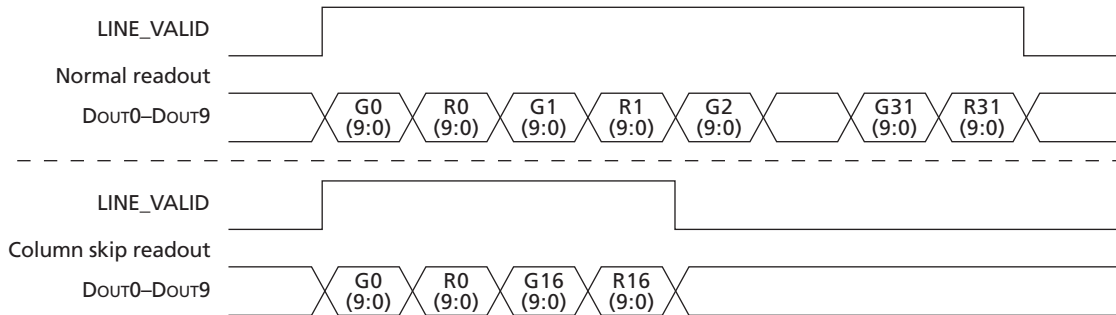 LINE_VALID
Normal readout
DOUT0–DOUT9
G0 (9:0)
R0 (9:0)
G1 (9:0)
R1 (9:0)
G2 (9:0)
G31 (9:0)
R31 (9:0)
LINE_VALID
Column skip readout
DOUT0–DOUT9
G0 (9:0)
R0 (9:0)
G16 (9:0)
R16 (9:0)